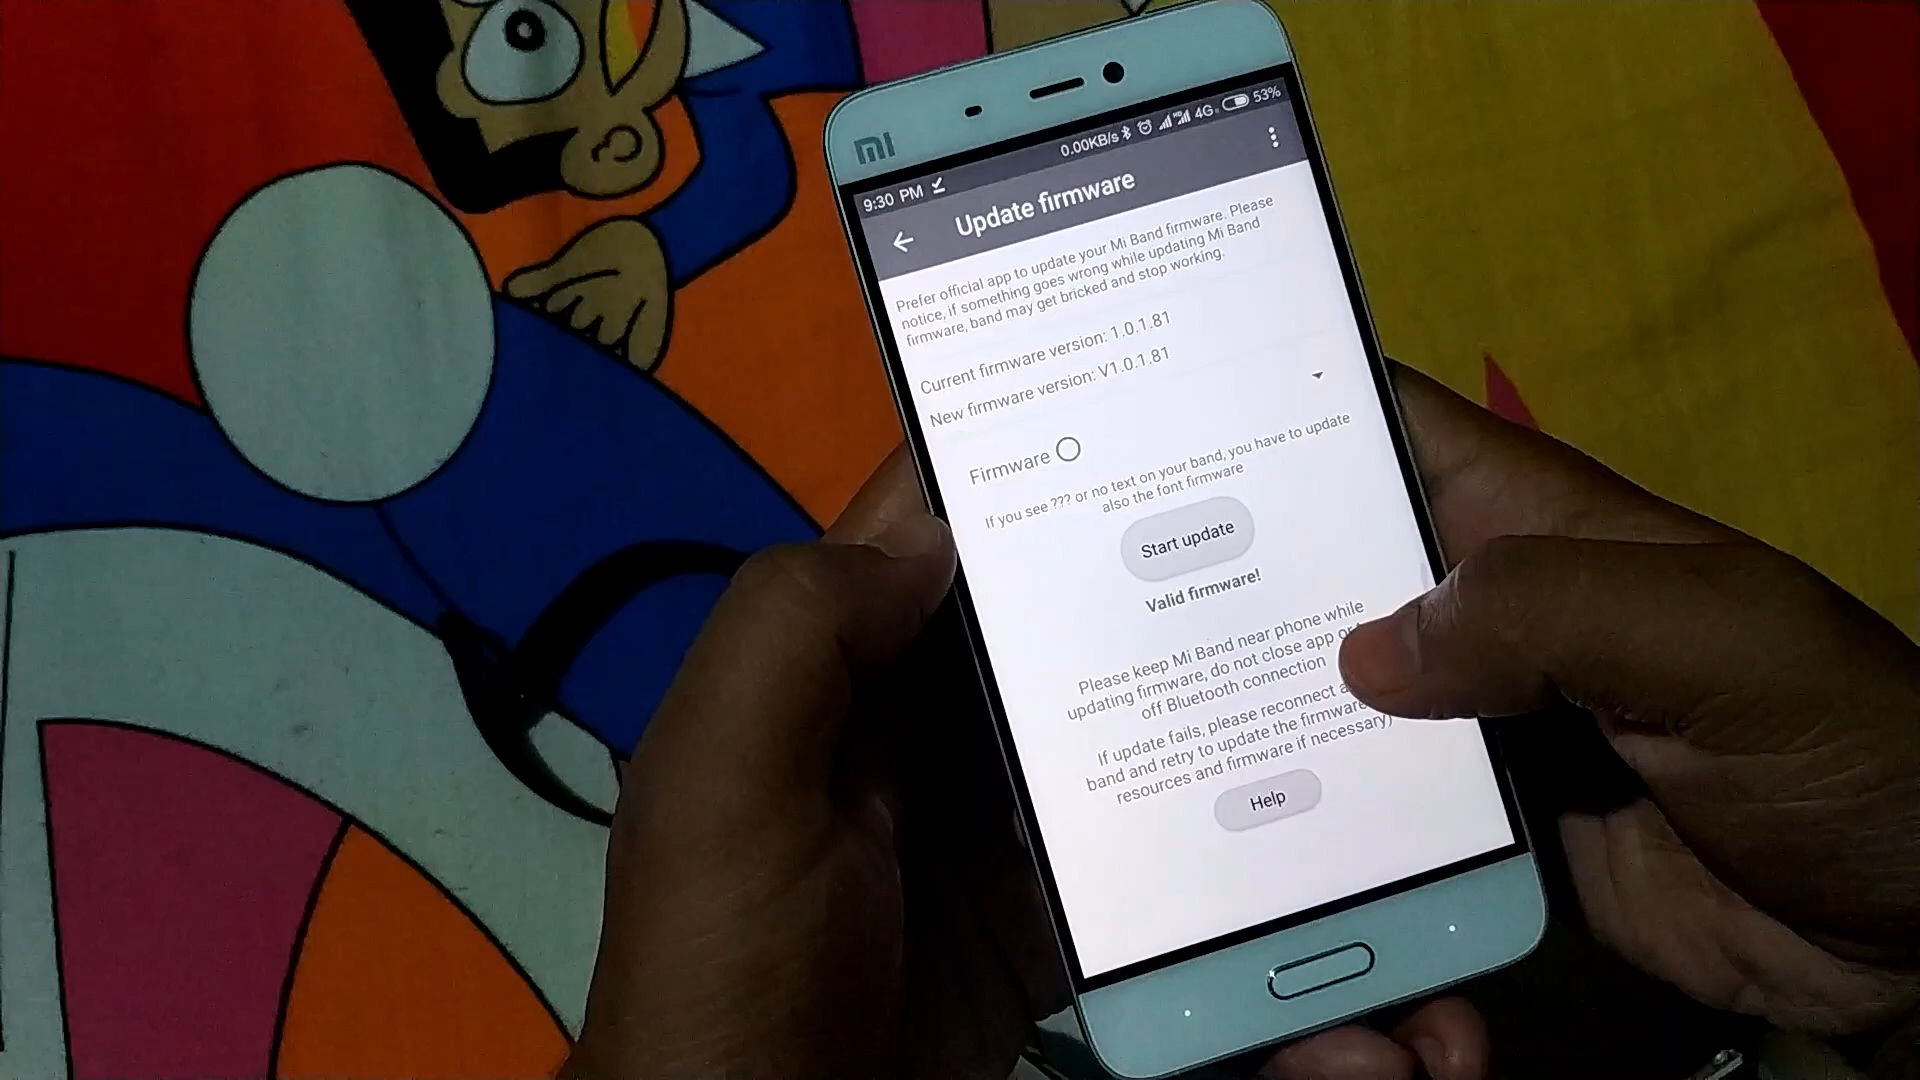 MI
9:30 PM 0.00KB/s 4G 53%
Update firmware
Prefer official app to update your Mi Band firmware. Please
notice, if something goes wrong while updating Mi Band
firmware, band may get bricked and stop working.
Current firmware version: 1.0.1.81
New firmware version: V1.0.1.81
Firmware
If you see ??? or no text on your band, you have to update
also the font firmware
Start update
Valid firmware!
Please keep Mi Band near phone while
updating firmware, do not close app or
off Bluetooth connection
If update fails, please reconnect
band and retry to update the firmware
resources and firmware if necessary)
Help